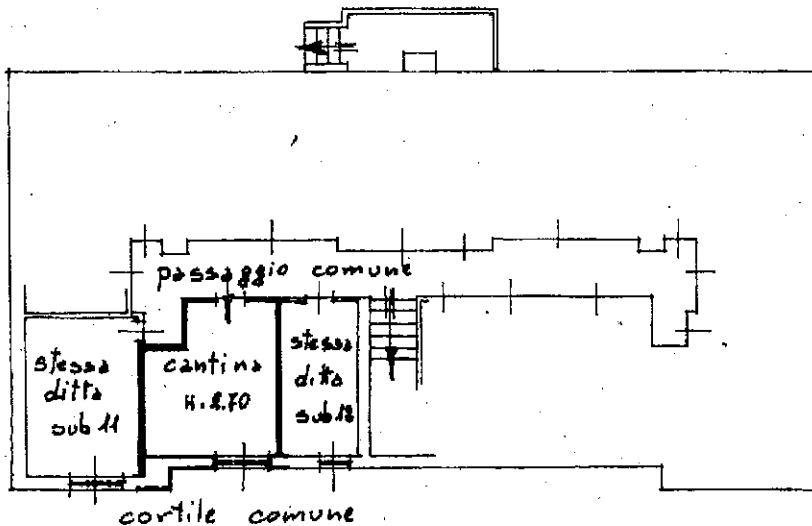 passaggio comune
stessa
ditta
sub 11
cantina
H. 2.70
stessa
ditta
sub 12
cortile comune